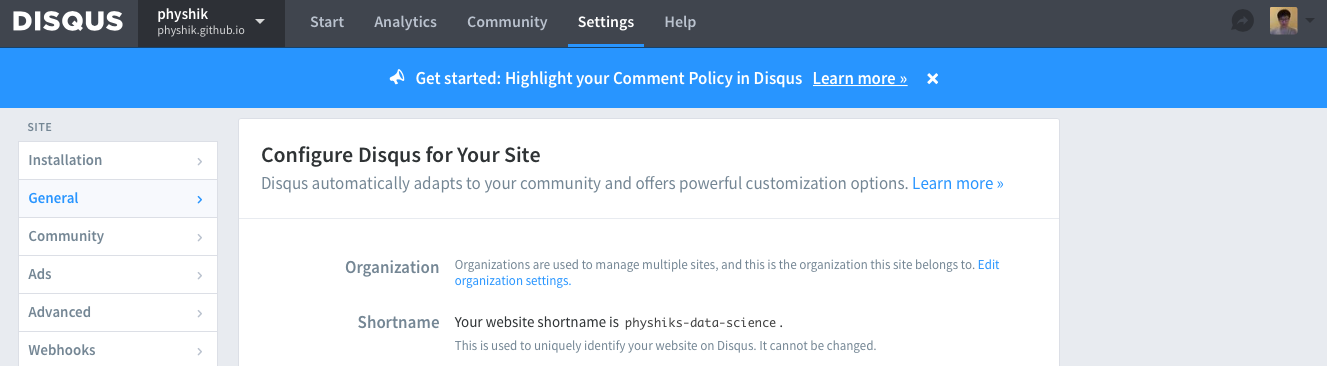 DISQUS
physhik
physhik.github.io
Start Analytics Community Settings Help
Get started: Highlight your Comment Policy in Disqus Learn more »
SITE
Installation
General
Community
Ads
Advanced
Webhooks
Configure Disqus for Your Site
Disqus automatically adapts to your community and offers powerful customization options. Learn more »
Organization
Organizations are used to manage multiple sites, and this is the organization this site belongs to. Edit
organization settings.
Shortname
Your website shortname is physhiks-data-science.
This is used to uniquely identify your website on Disqus. It cannot be changed.